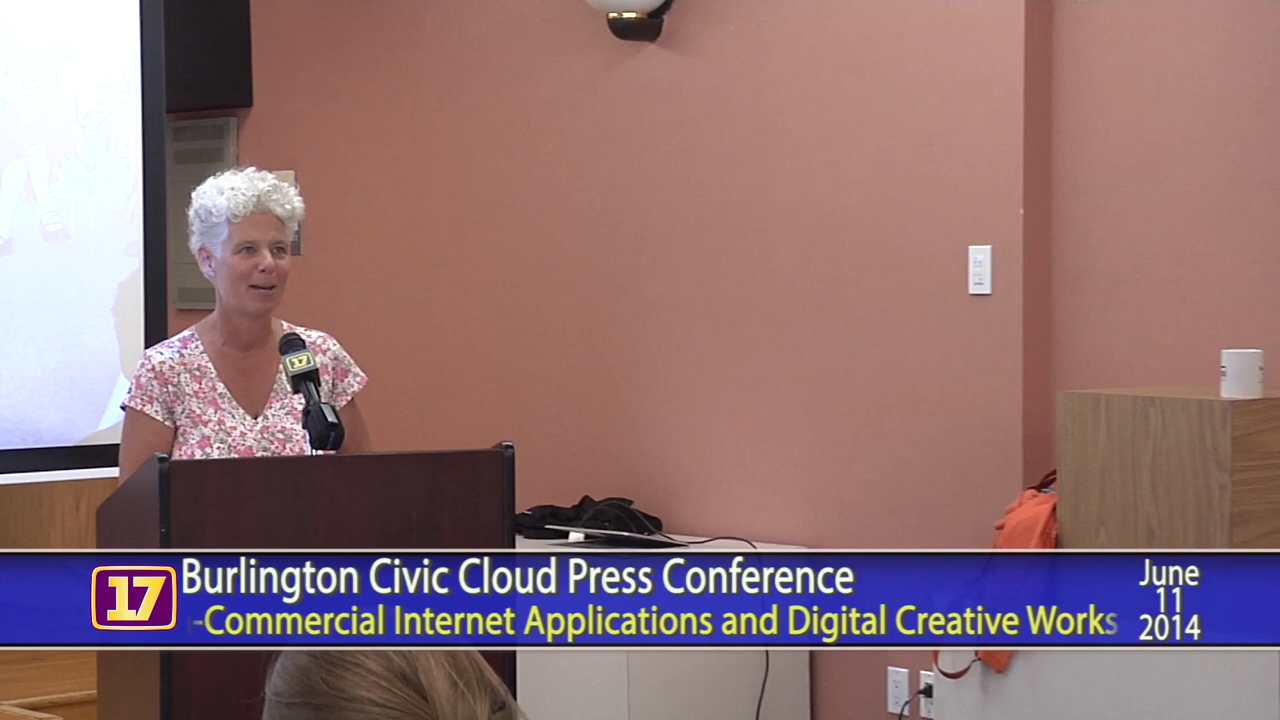 17
17
Burlington Civic Cloud Press Conference
-Commercial Internet Applications and Digital Creative Works
June
11
2014